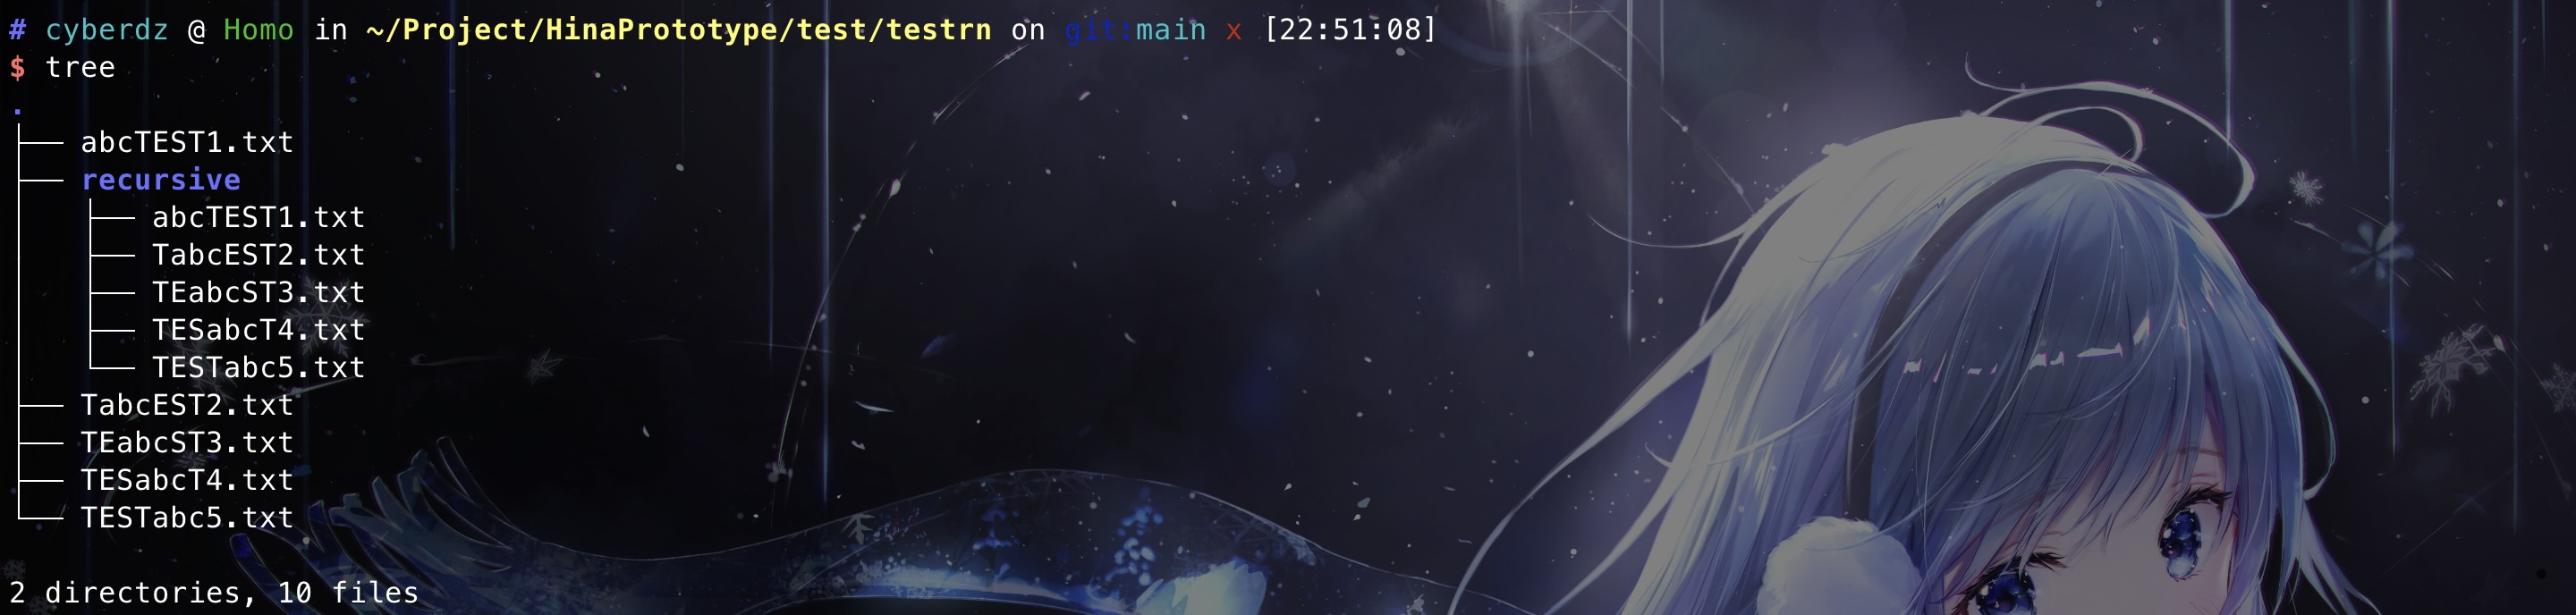 # cyberdz @ Homo in ~/Project/HinaPrototype/test/testrn on git:main x [22:51:08]
$ tree
.
├── abcTEST1.txt
├── recursive
│   ├── abcTEST1.txt
│   ├── TabcEST2.txt
│   ├── TEabcST3.txt
│   ├── TESabcT4.txt
│   └── TESTabc5.txt
├── TabcEST2.txt
├── TEabcST3.txt
├── TESabcT4.txt
└── TESTabc5.txt
2 directories, 10 files